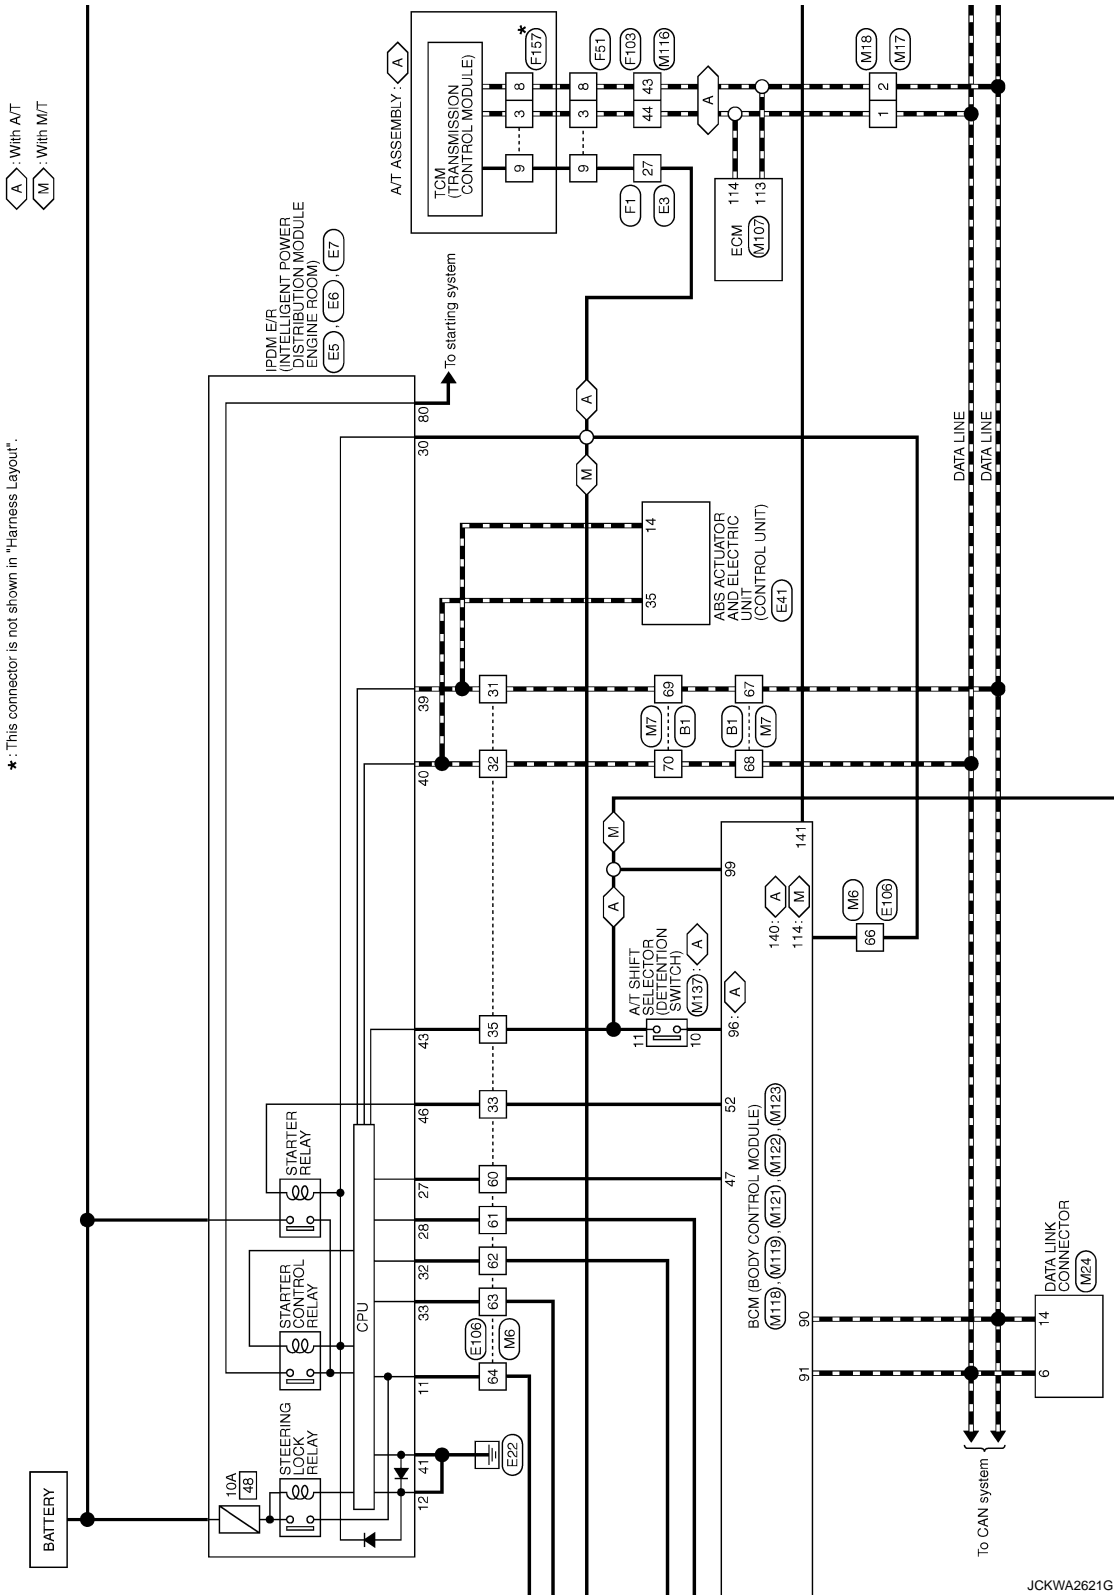 A : With A/T
M : With M/T
* : This connector is not shown in "Harness Layout".
BATTERY
10A
48
STEERING
LOCK
RELAY
STARTER
CONTROL
RELAY
STARTER
RELAY
IPDM E/R
(INTELLIGENT POWER
DISTRIBUTION MODULE
ENGINE ROOM)
E5 , E6 , E7
CPU
12
41
11
33
32
28
27
46
43
40
39
30
80
To starting system
E22
E106
M6
64
63
62
61
60
33
35
32
31
A/T ASSEMBLY : A
TCM
(TRANSMISSION
CONTROL MODULE)
9
3
8
*
F157
9
3
8
F51
F103
M116
27
44
43
F1
E3
A
M
A
ABS ACTUATOR
AND ELECTRIC
UNIT
(CONTROL UNIT)
E41
35
14
M7
B1
70
69
B1
M7
68
67
ECM
M107
114
113
1
2
M18
M17
A
M
A/T SHIFT
SELECTOR
(DETENTION
SWITCH)
M137 : A
11
10
47
52
96: A
99
BCM (BODY CONTROL MODULE)
M118 , M119 , M121 , M122 , M123
140: A
114: M
141
M6
E106
66
91
90
DATA LINE
DATA LINE
To CAN system
6
14
DATA LINK
CONNECTOR
M24
JCKWA2621G